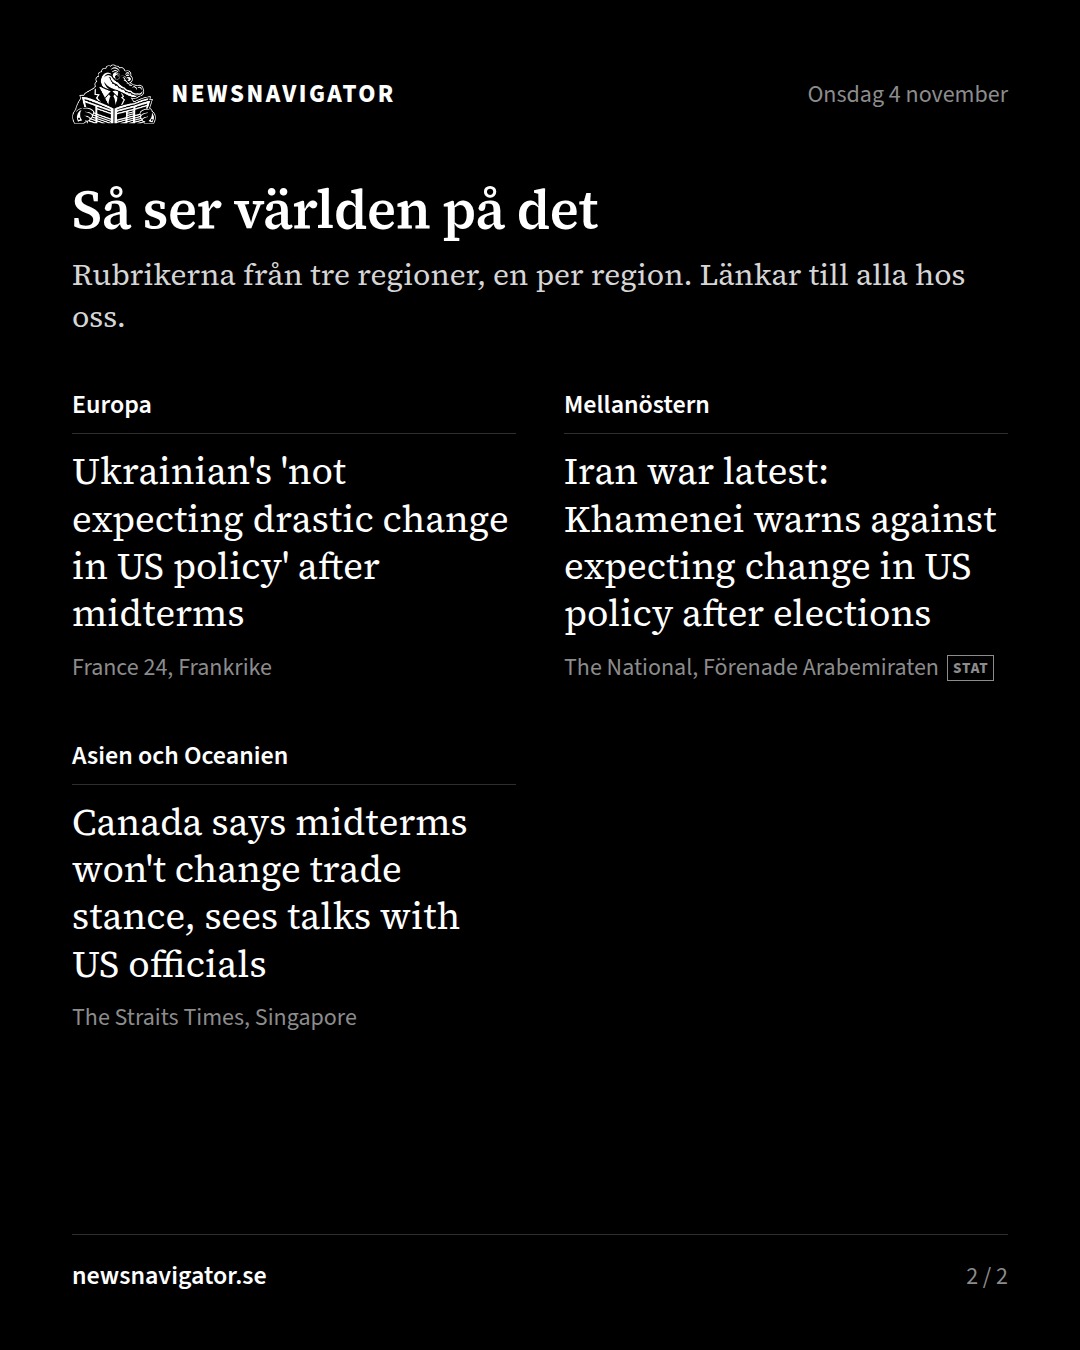 NEWSNAVIGATOR
Onsdag 4 november
Så ser världen på det
Rubrikerna från tre regioner, en per region. Länkar till alla hos
oss.
Europa
Ukrainian's 'not
expecting drastic change
in US policy' after
midterms
France 24, Frankrike
Mellanöstern
Iran war latest:
Khamenei warns against
expecting change in US
policy after elections
The National, Förenade Arabemiraten STAT
Asien och Oceanien
Canada says midterms
won't change trade
stance, sees talks with
US officials
The Straits Times, Singapore
newsnavigator.se
2 / 2